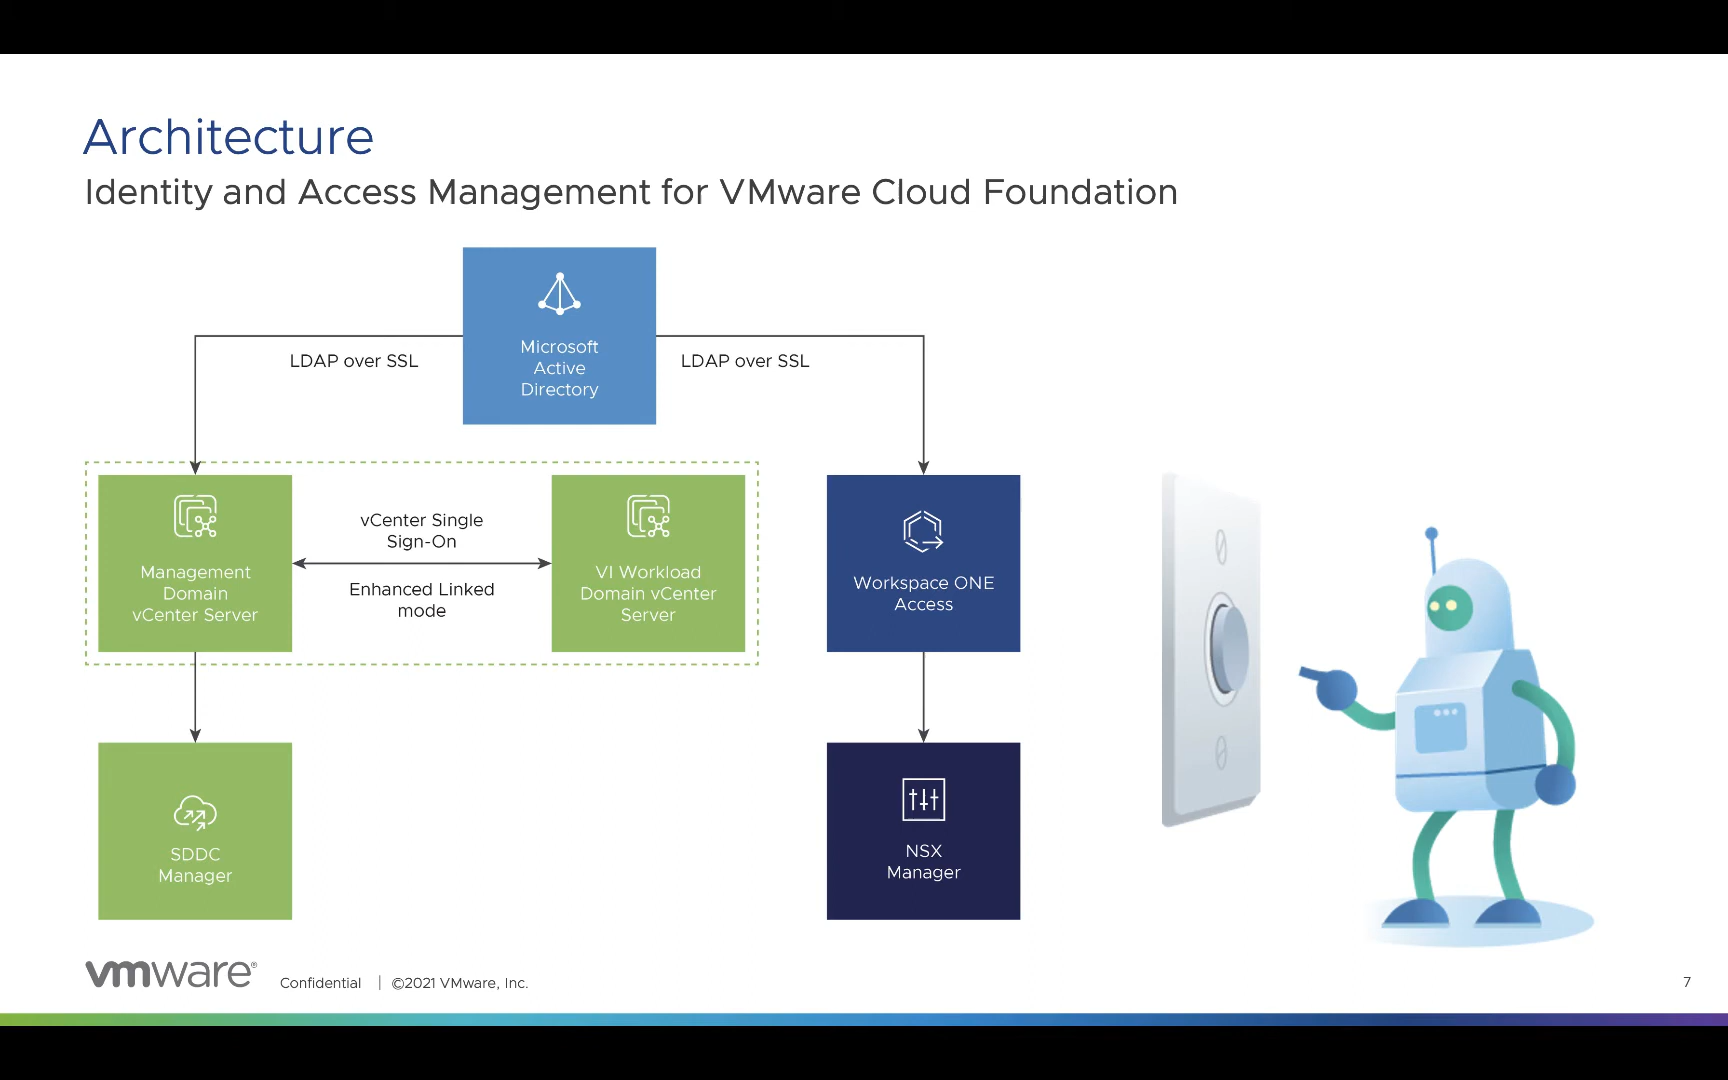 Architecture
Identity and Access Management for VMware Cloud Foundation
Microsoft
Active
Directory
LDAP over SSL
LDAP over SSL
Management
Domain
vCenter Server
vCenter Single
Sign-On
Enhanced Linked
mode
VI Workload
Domain vCenter
Server
Workspace ONE
Access
SDDC
Manager
NSX
Manager
vmware® Confidential | ©2021 VMware, Inc.
7